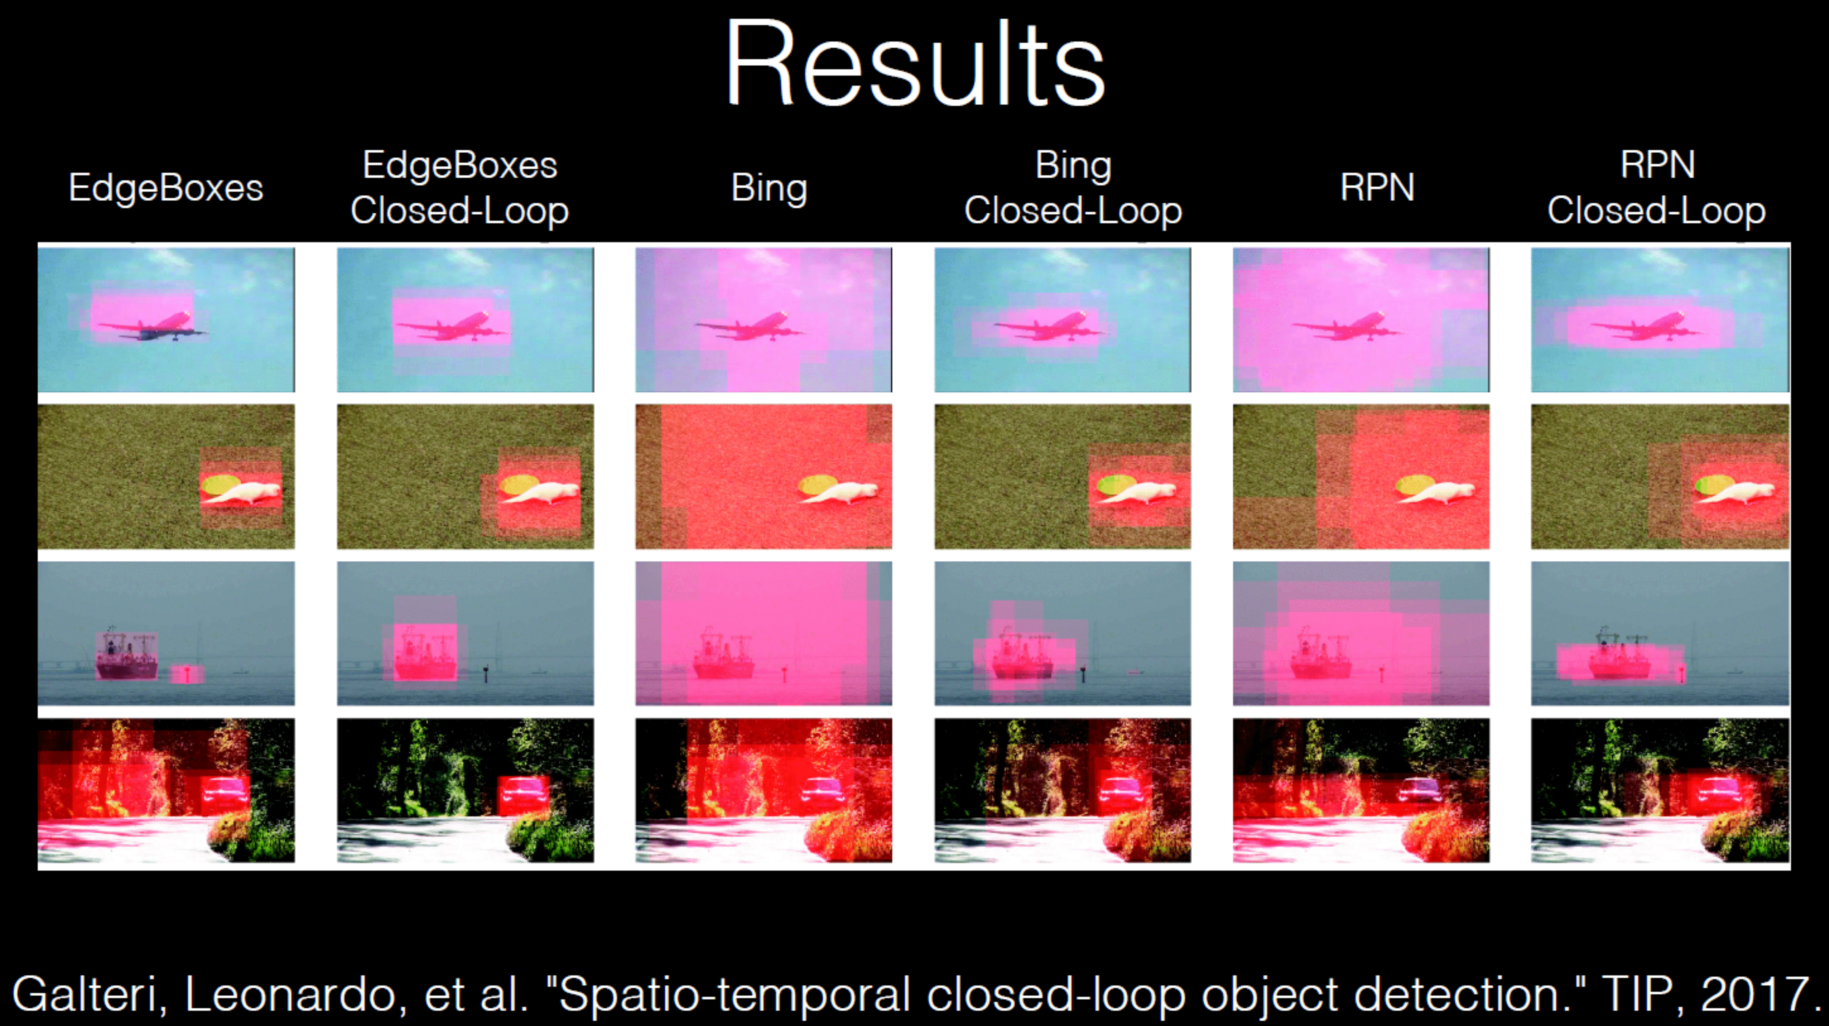 Results
EdgeBoxes
EdgeBoxes
Closed-Loop
Bing
Bing
Closed-Loop
RPN
RPN
Closed-Loop
Galteri, Leonardo, et al. "Spatio-temporal closed-loop object detection." TIP, 2017.